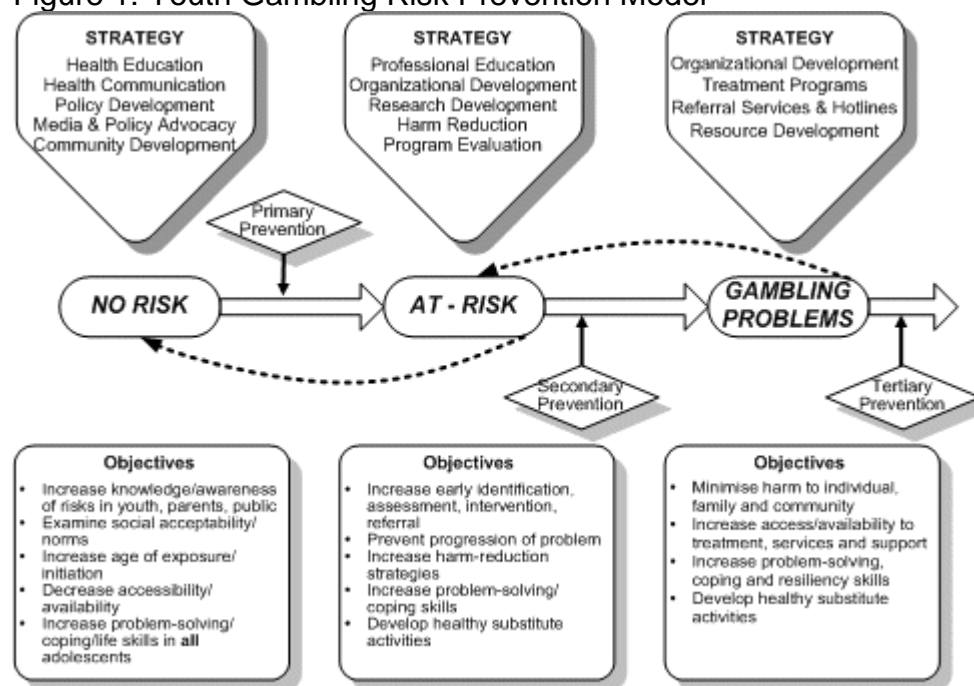 Figure 1: Youth Gambling Risk Prevention Model
STRATEGY
Health Education
Health Communication
Policy Development
Media & Policy Advocacy
Community Development
STRATEGY
Professional Education
Organizational Development
Research Development
Harm Reduction
Program Evaluation
STRATEGY
Organizational Development
Treatment Programs
Referral Services & Hotlines
Resource Development
Primary
Prevention
NO RISK
AT - RISK
GAMBLING
PROBLEMS
Secondary
Prevention
Tertiary
Prevention
Objectives
• Increase knowledge/awareness
of risks in youth, parents, public
• Examine social acceptability/
norms
• Increase age of exposure/
initiation
• Decrease accessibility/
availability
• Increase problem-solving/
coping/life skills in all
adolescents
Objectives
• Increase early identification,
assessment, intervention,
referral
• Prevent progression of problem
• Increase harm-reduction
strategies
• Increase problem-solving/
coping skills
• Develop healthy substitute
activities
Objectives
• Minimise harm to individual,
family and community
• Increase access/availability to
treatment, services and support
• Increase problem-solving,
coping and resiliency skills
• Develop healthy substitute
activities